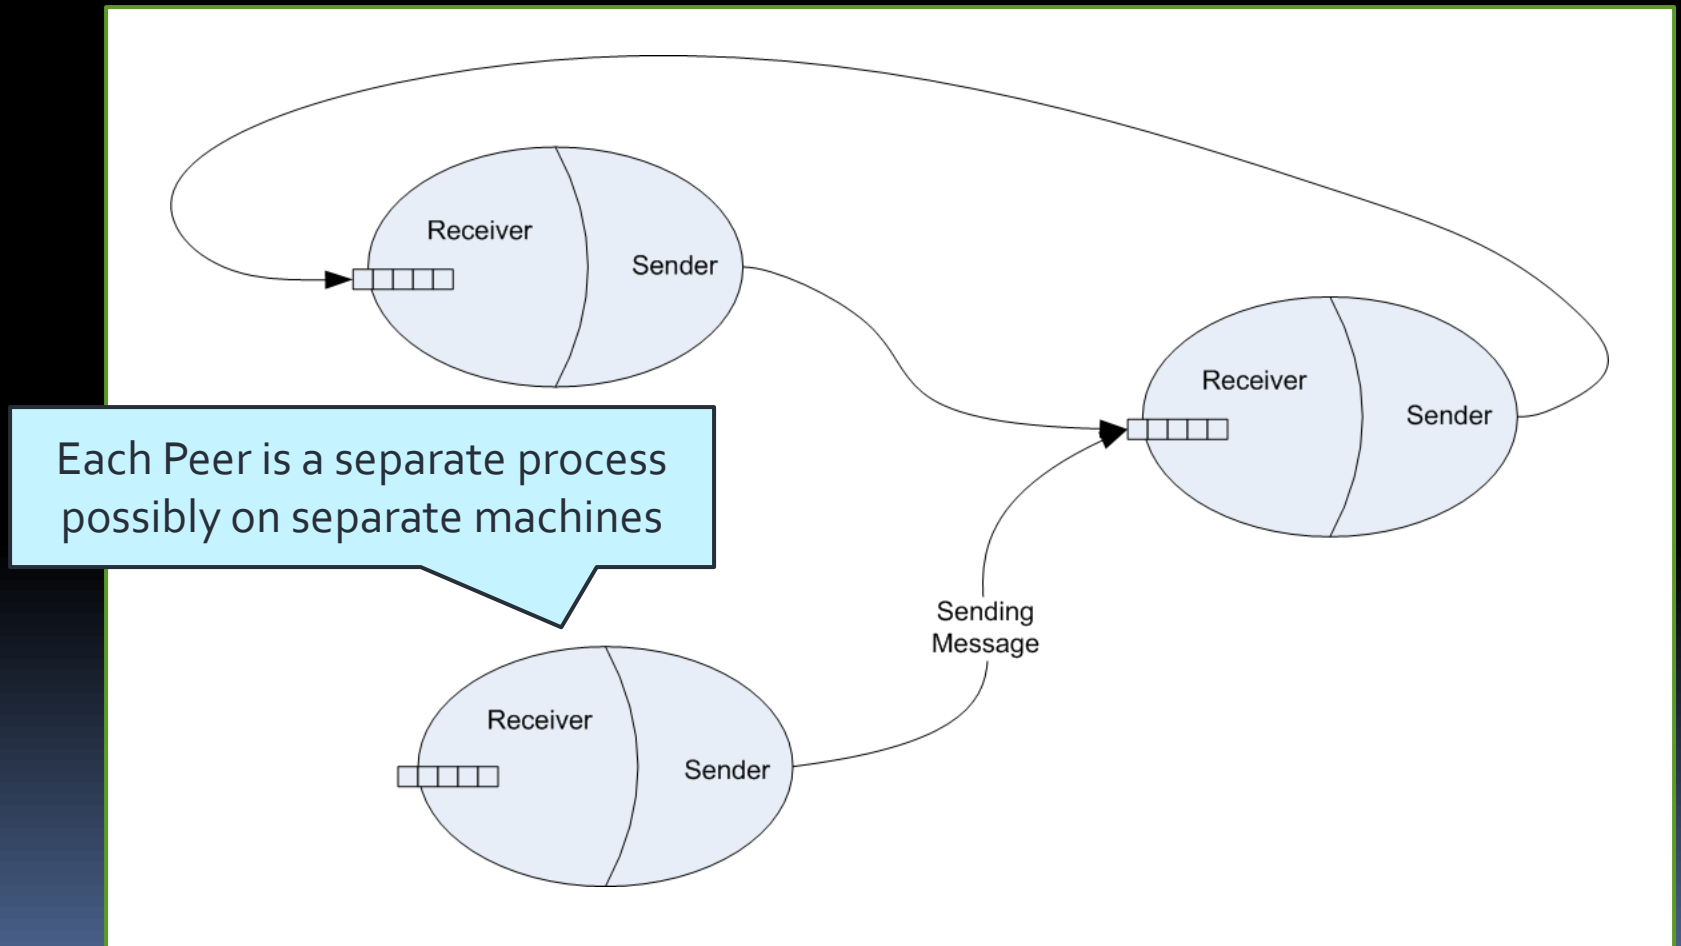 Receiver
Sender
Receiver
Sender
Each Peer is a separate process
possibly on separate machines
Sending
Message
Receiver
Sender